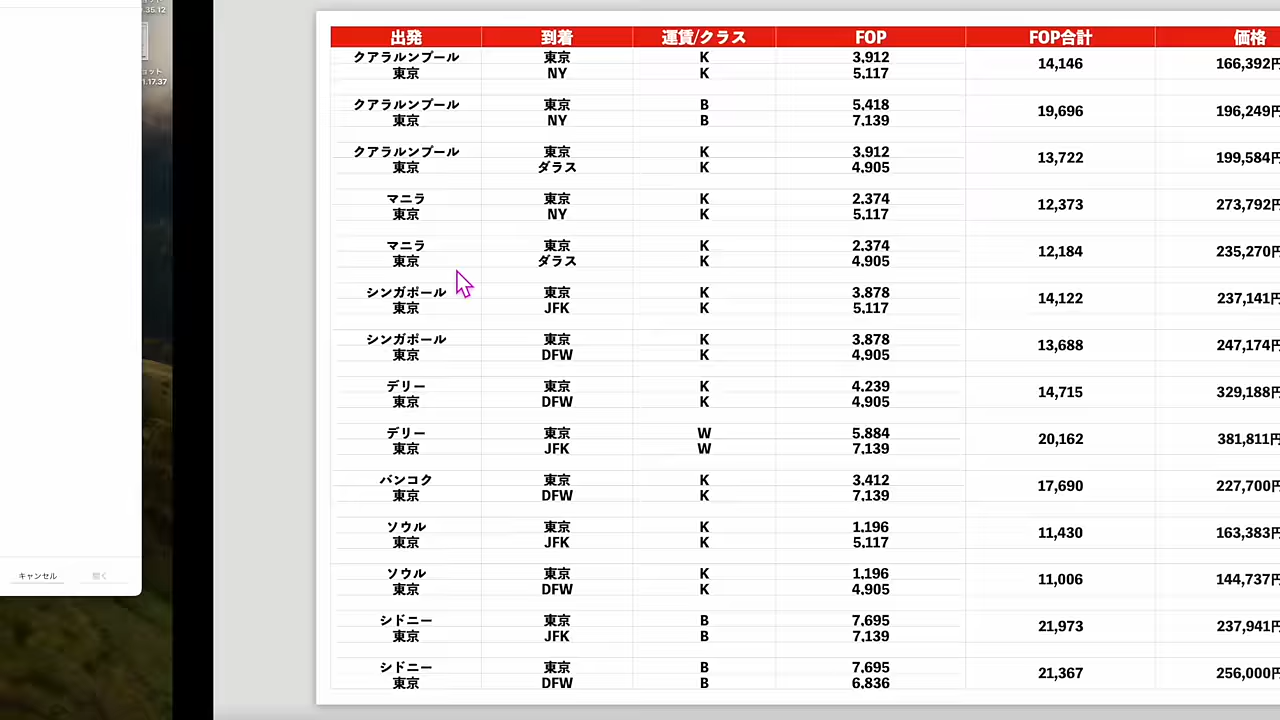 出発 到着 運賃/クラス FOP FOP合計 価格
クアラルンプール 東京 K 3,912
東京 NY K 5,117
14,146 166,392円
クアラルンプール 東京 B 5,418
東京 NY B 7,139
19,696 196,249円
クアラルンプール 東京 K 3,912
東京 ダラス K 4,905
13,722 199,584円
マニラ 東京 K 2,374
東京 NY K 5,117
12,373 273,792円
マニラ 東京 K 2,374
東京 ダラス K 4,905
12,184 235,270円
シンガポール 東京 K 3,878
東京 JFK K 5,117
14,122 237,141円
シンガポール 東京 K 3,878
東京 DFW K 4,905
13,688 247,174円
デリー 東京 K 4,239
東京 DFW K 4,905
14,715 329,188円
デリー 東京 W 5,884
東京 JFK W 7,139
20,162 381,811円
バンコク 東京 K 3,412
東京 DFW K 7,139
17,690 227,700円
ソウル 東京 K 1,196
東京 JFK K 5,117
11,430 163,383円
ソウル 東京 K 1,196
東京 DFW K 4,905
11,006 144,737円
シドニー 東京 B 7,695
東京 JFK B 7,139
21,973 237,941円
シドニー 東京 B 7,695
東京 DFW B 6,836
21,367 256,000円
キャンセル 開く